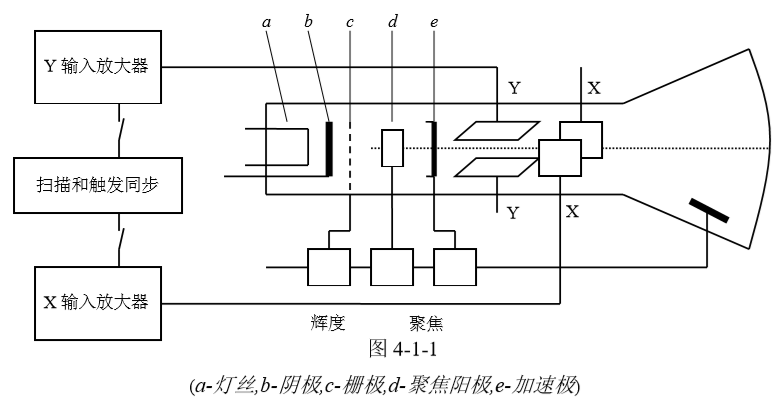 a b c d e
Y 输入放大器
Y
X
扫描和触发同步
Y
X
X 输入放大器
辉度 聚焦
图 4-1-1
(a-灯丝,b-阴极,c-栅极,d-聚焦阳极,e-加速极)